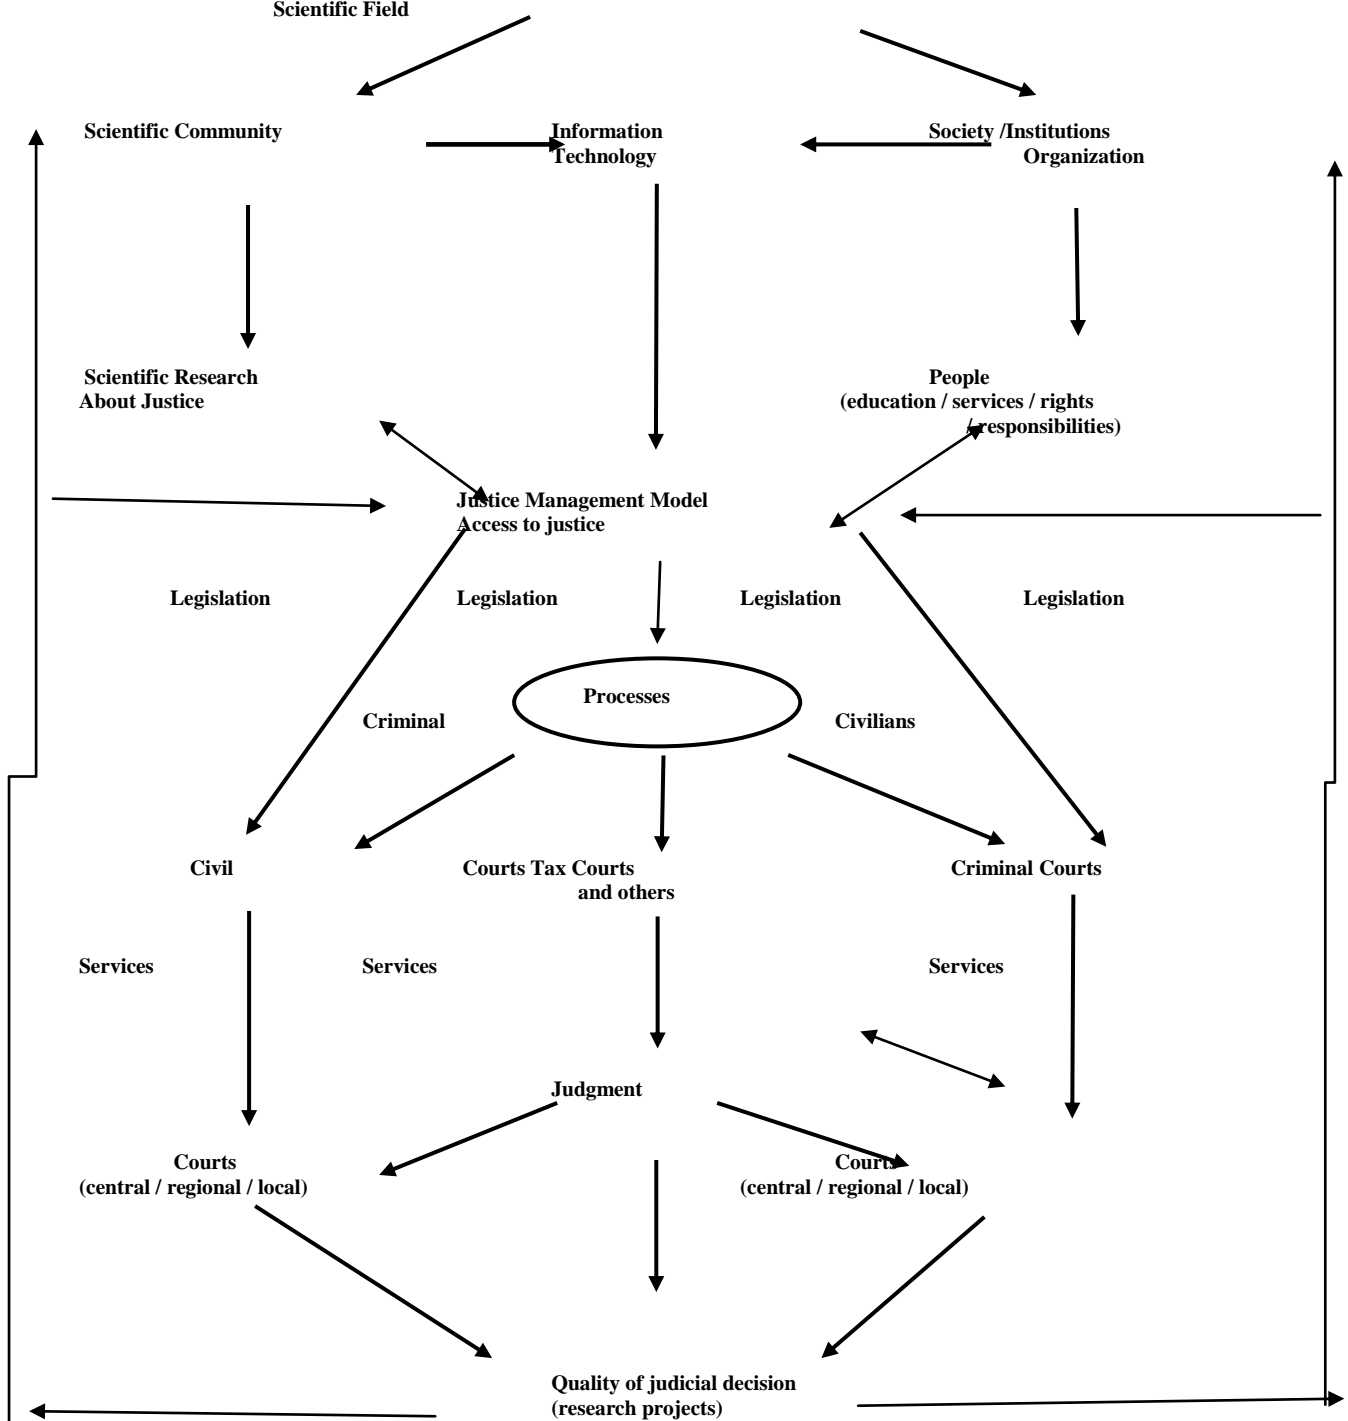 Scientific Field
Scientific Community
Information
Technology
Society /Institutions
Organization
Scientific Research
About Justice
People
(education / services / rights
/ responsibilities)
Justice Management Model
Access to justice
Legislation
Legislation
Legislation
Legislation
Processes
Criminal
Civilians
Civil
Courts Tax Courts
and others
Criminal Courts
Services
Services
Services
Judgment
Courts
(central / regional / local)
Courts
(central / regional / local)
Quality of judicial decision
(research projects)